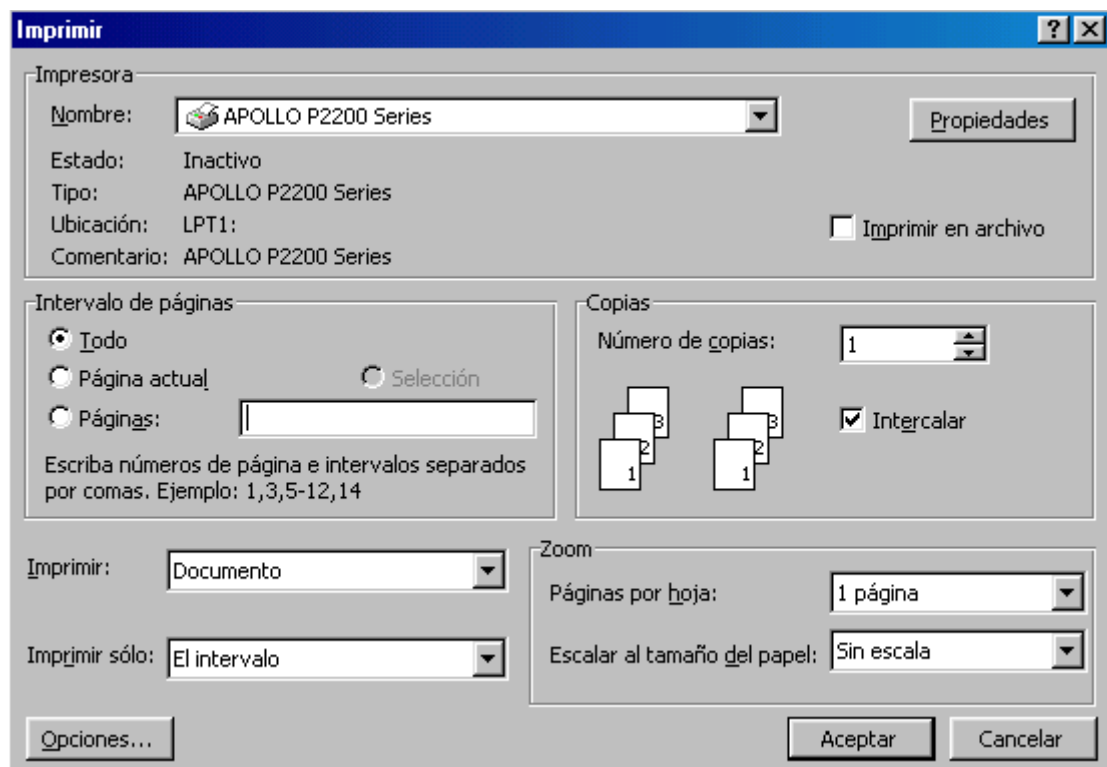 Imprimir
Impresora
Nombre: APOLLO P2200 Series Propiedades
Estado: Inactivo
Tipo: APOLLO P2200 Series
Ubicación: LPT1: Imprimir en archivo
Comentario: APOLLO P2200 Series
Intervalo de páginas
Todo
Página actual Selección
Páginas:
Escriba números de página e intervalos separados
por comas. Ejemplo: 1,3,5-12,14
Copias
Número de copias: 1
3 3
2 2
1 1
Intercalar
Imprimir: Documento
Imprimir sólo: El intervalo
Zoom
Páginas por hoja: 1 página
Escalar al tamaño del papel: Sin escala
Opciones... Aceptar Cancelar